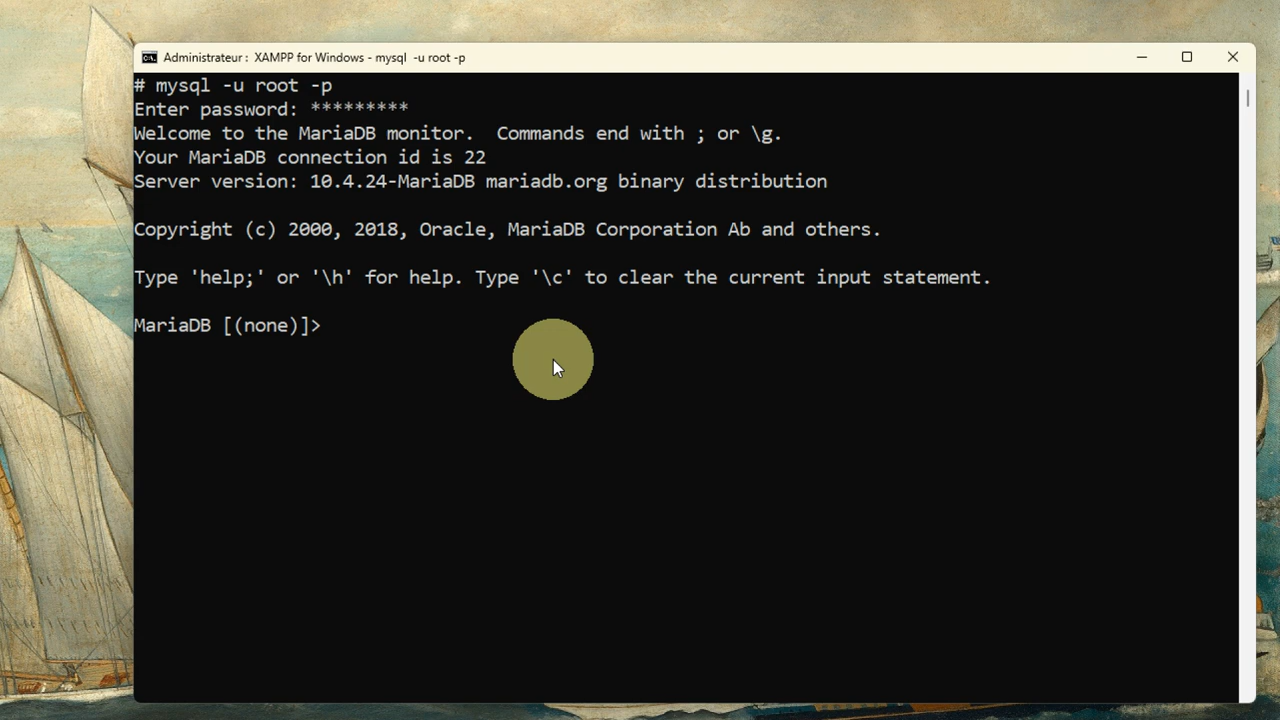 Administrateur : XAMPP for Windows - mysql -u root -p
# mysql -u root -p
Enter password: *********
Welcome to the MariaDB monitor.  Commands end with ; or \g.
Your MariaDB connection id is 22
Server version: 10.4.24-MariaDB mariadb.org binary distribution
Copyright (c) 2000, 2018, Oracle, MariaDB Corporation Ab and others.
Type 'help;' or '\h' for help. Type '\c' to clear the current input statement.
MariaDB [(none)]>